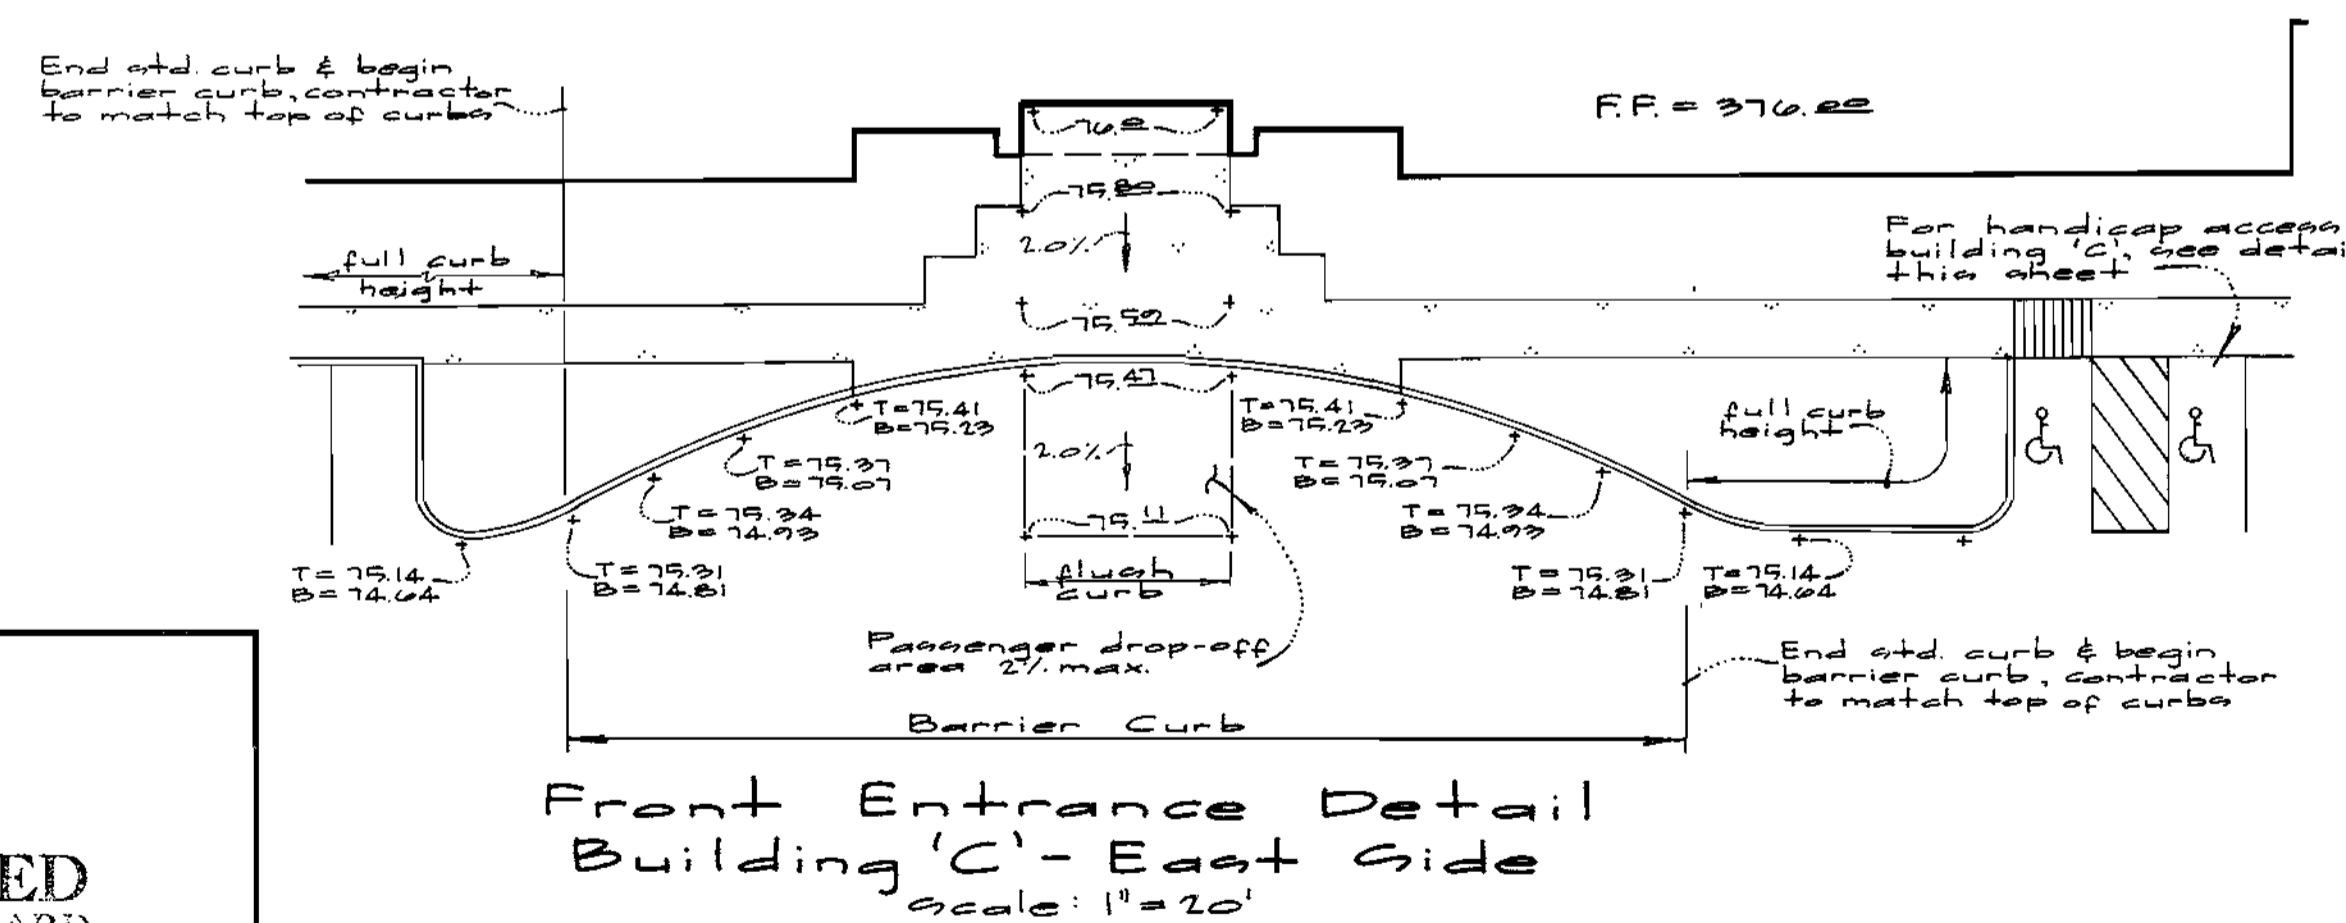 End std. curb & begin
barrier curb, contractor
to match top of curbs
F.F. = 376.00
76.0
75.80
2.0%
full curb
height
For handicap access
building 'C', see detai
this sheet
75.50
75.47
T=75.41
B=75.23
T=75.41
B=75.23
full curb
height
2.0%
T=75.37
B=75.07
T=75.37
B=75.07
T=75.34
B=74.93
75.11
T=75.34
B=74.93
T=75.14
B=74.64
T=75.31
B=74.81
flush
curb
T=75.31
B=74.81
T=75.14
B=74.64
Passenger drop-off
area 2% max.
End std. curb & begin
barrier curb, contractor
to match top of curbs
Barrier Curb
Front Entrance Detail
Building 'C' - East Side
scale: 1" = 20'
ED